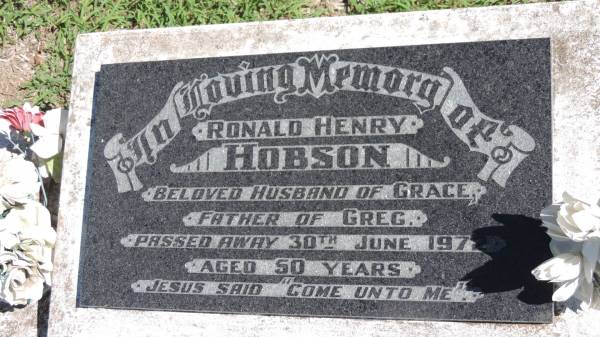 In Loving Memory of
RONALD HENRY
HOBSON
BELOVED HUSBAND OF GRACE,
FATHER OF GREG.
PASSED AWAY 30TH JUNE
AGED 50 YEARS
JESUS SAID "COME UNTO ME".